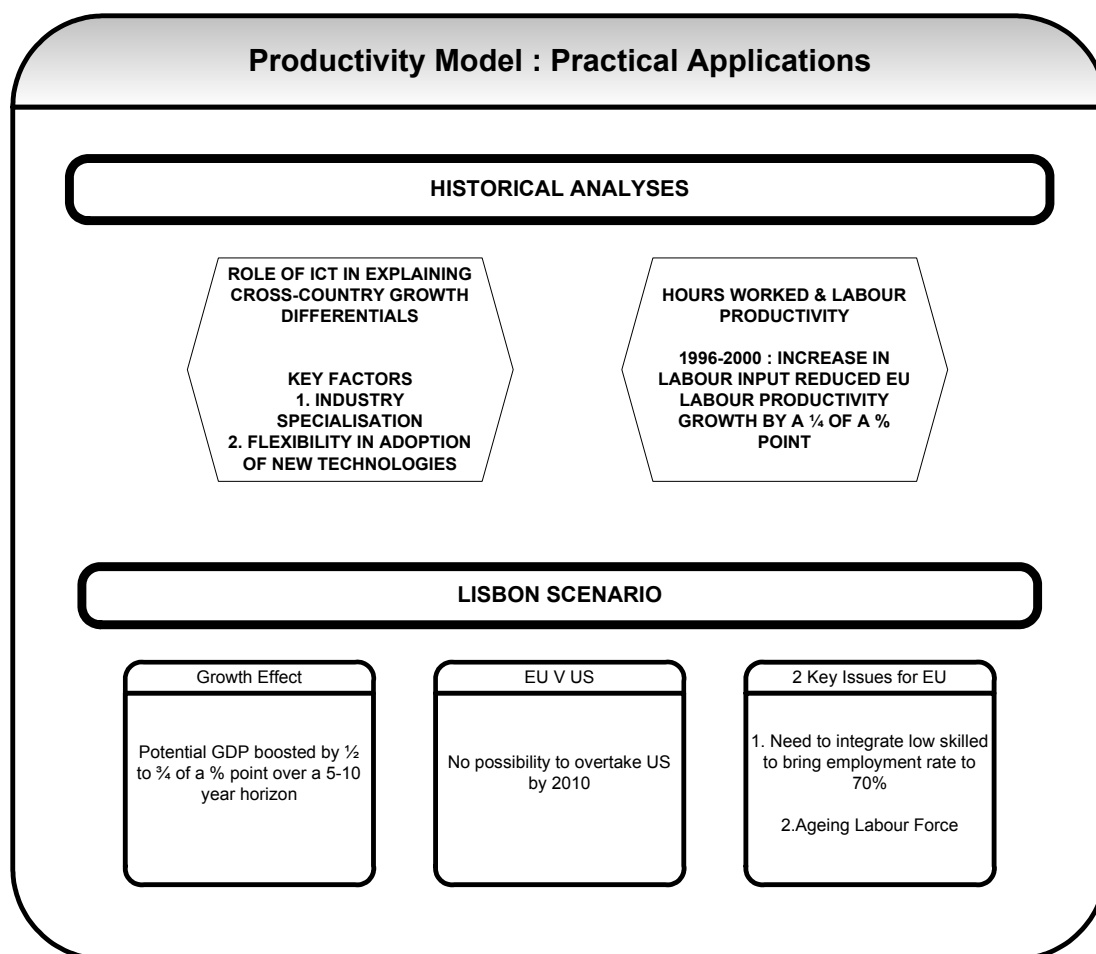 Productivity Model : Practical Applications
HISTORICAL ANALYSES
ROLE OF ICT IN EXPLAINING
CROSS-COUNTRY GROWTH
DIFFERENTIALS
KEY FACTORS
1. INDUSTRY
SPECIALISATION
2. FLEXIBILITY IN ADOPTION
OF NEW TECHNOLOGIES
HOURS WORKED & LABOUR
PRODUCTIVITY
1996-2000 : INCREASE IN
LABOUR INPUT REDUCED EU
LABOUR PRODUCTIVITY
GROWTH BY A ¼ OF A %
POINT
LISBON SCENARIO
Growth Effect
Potential GDP boosted by ½
to ¾ of a % point over a 5-10
year horizon
EU V US
No possibility to overtake US
by 2010
2 Key Issues for EU
1. Need to integrate low skilled
to bring employment rate to
70%
2.Ageing Labour Force